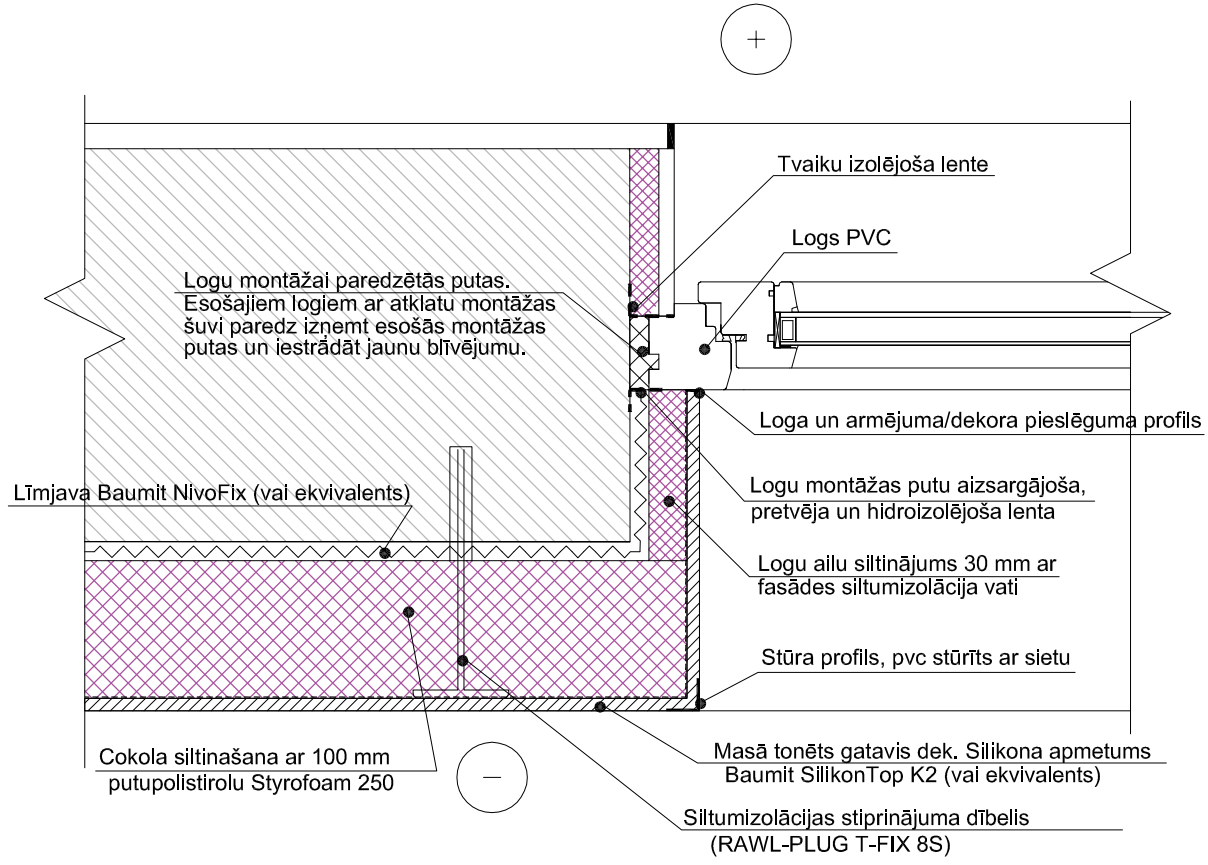 +
Tvaiku izolējoša lente
Logs PVC
Logu montāžai paredzētās putas.
Esošajiem logiem ar atklatu montāžas
šuvi paredz izņemt esošās montāžas
putas un iestrādāt jaunu blīvējumu.
Loga un armējuma/dekora pieslēguma profils
Līmjava Baumit NivoFix (vai ekvivalents)
Logu montāžas putu aizsargājoša,
pretvēja un hidroizolējoša lenta
Logu ailu siltinājums 30 mm ar
fasādes siltumizolācija vati
Stūra profils, pvc stūrīts ar sietu
Cokola siltināšana ar 100 mm
putupolistirolu Styrofoam 250
−
Masā tonēts gatavis dek. Silikona apmetums
Baumit SilikonTop K2 (vai ekvivalents)
Siltumizolācijas stiprinājuma dībelis
(RAWL-PLUG T-FIX 8S)